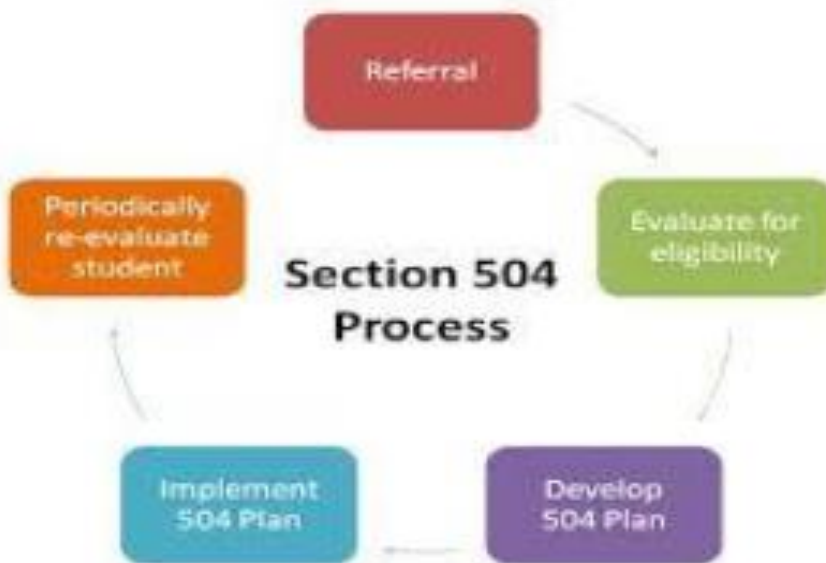 Referral
Evaluate for
eligibility
Develop
504 Plan
Implement
504 Plan
Periodically
re-evaluate
student
Section 504
Process